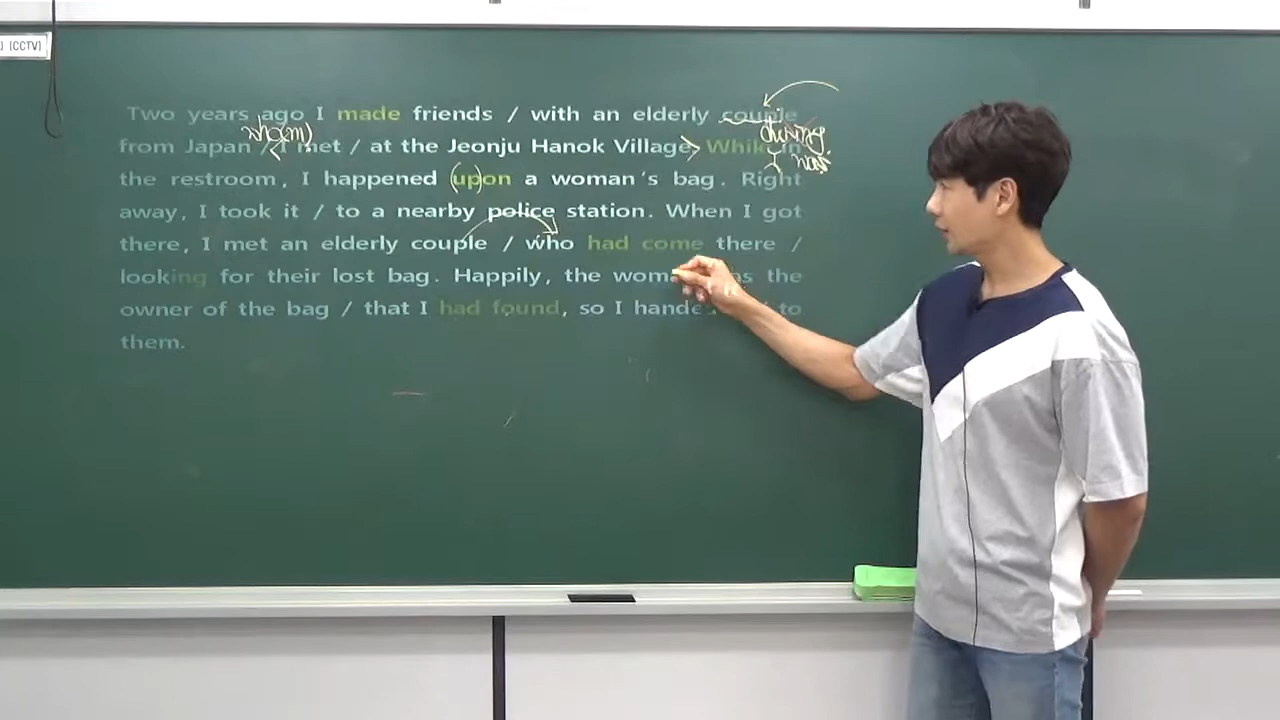 ] (CCTV)
Two years ago I made friends / with an elderly couple
who(m)
during
from Japan / I met / at the Jeonju Hanok Village. While in
the restroom, I happened upon a woman's bag. Right
away, I took it / to a nearby police station. When I got
there, I met an elderly couple / who had come there /
looking for their lost bag. Happily, the woman was the
owner of the bag / that I had found, so I handed to
them.